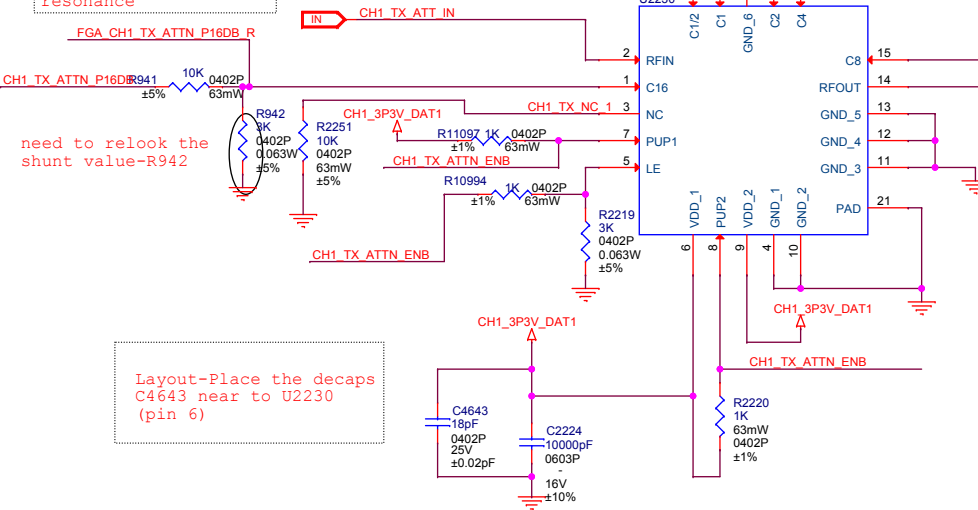 resonance
IN
CH1_TX_ATT_IN
FGA_CH1_TX_ATTN_P16DB_R
CH1_TX_ATTN_P16DB
R941
10K
0402P
±5%
63mW
need to relook the
shunt value-R942
R942
3K
0402P
0.063W
±5%
R2251
10K
0402P
63mW
±5%
CH1_3P3V_DAT1
CH1_TX_NC_1
R11097
1K
0402P
±1%
63mW
CH1_TX_ATTN_ENB
R10994
1K
0402P
±1%
63mW
CH1_TX_ATTN_ENB
R2219
3K
0402P
0.063W
±5%
U2230
C1/2
C1
GND_6
C2
C4
2
RFIN
1
C16
3
NC
7
PUP1
5
LE
C8
15
RFOUT
14
GND_5
13
GND_4
12
GND_3
11
PAD
21
VDD_1
PUP2
VDD_2
GND_1
GND_2
6
8
9
4
10
CH1_3P3V_DAT1
CH1_TX_ATTN_ENB
R2220
1K
63mW
0402P
±1%
CH1_3P3V_DAT1
Layout-Place the decaps
C4643 near to U2230
(pin 6)
C4643
18pF
0402P
25V
±0.02pF
C2224
10000pF
0603P
-
16V
±10%